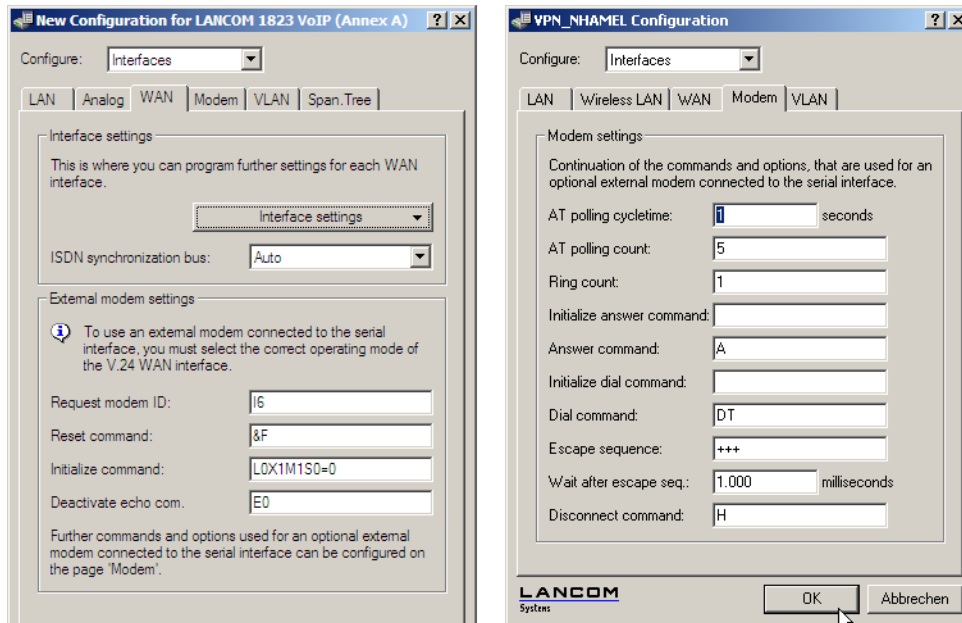 New Configuration for LANCOM 1823 VoIP (Annex A)
Configure: Interfaces
LAN Analog WAN Modem VLAN Span.Tree
Interface settings
This is where you can program further settings for each WAN
interface.
Interface settings
ISDN synchronization bus: Auto
External modem settings
To use an external modem connected to the serial
interface, you must select the correct operating mode of
the V.24 WAN interface.
Request modem ID: I6
Reset command: &F
Initialize command: L0X1M1S0=0
Deactivate echo com. E0
Further commands and options used for an optional external
modem connected to the serial interface can be configured on
the page 'Modem'.
VPN_NHAMEL Configuration
Configure: Interfaces
LAN Wireless LAN WAN Modem VLAN
Modem settings
Continuation of the commands and options, that are used for an
optional external modem connected to the serial interface.
AT polling cycletime: 1 seconds
AT polling count: 5
Ring count: 1
Initialize answer command:
Answer command: A
Initialize dial command:
Dial command: DT
Escape sequence: +++
Wait after escape seq.: 1.000 milliseconds
Disconnect command: H
LANCOM
Systems
OK Abbrechen